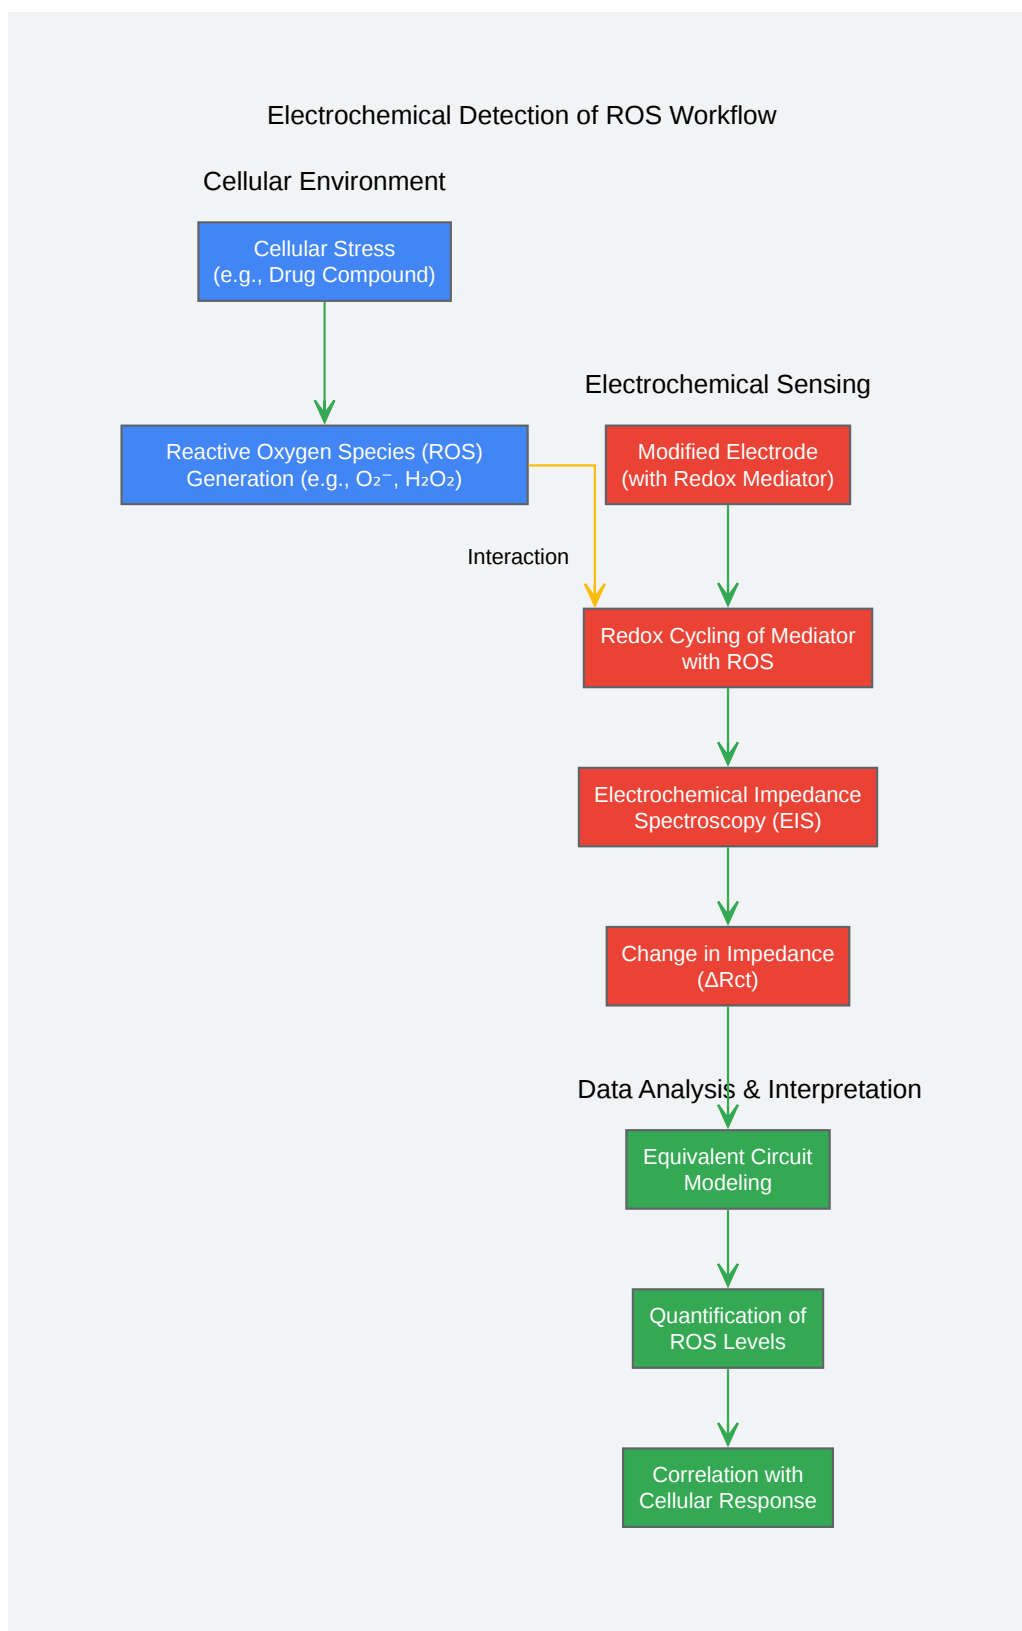 Electrochemical Detection of ROS Workflow
Cellular Environment
Cellular Stress
(e.g., Drug Compound)
Reactive Oxygen Species (ROS)
Generation (e.g., O₂⁻, H₂O₂)
Electrochemical Sensing
Modified Electrode
(with Redox Mediator)
Interaction
Redox Cycling of Mediator
with ROS
Electrochemical Impedance
Spectroscopy (EIS)
Change in Impedance
(ΔRct)
Data Analysis & Interpretation
Equivalent Circuit
Modeling
Quantification of
ROS Levels
Correlation with
Cellular Response